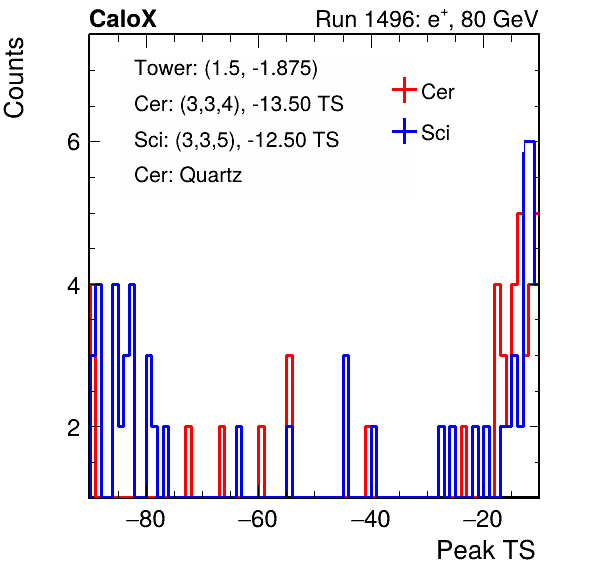 CaloX
Run 1496: e+, 80 GeV
Counts
Tower: (1.5, -1.875)
Cer: (3,3,4), -13.50 TS
Sci: (3,3,5), -12.50 TS
Cer: Quartz
Cer
Sci
6
4
2
−80
−60
−40
−20
Peak TS